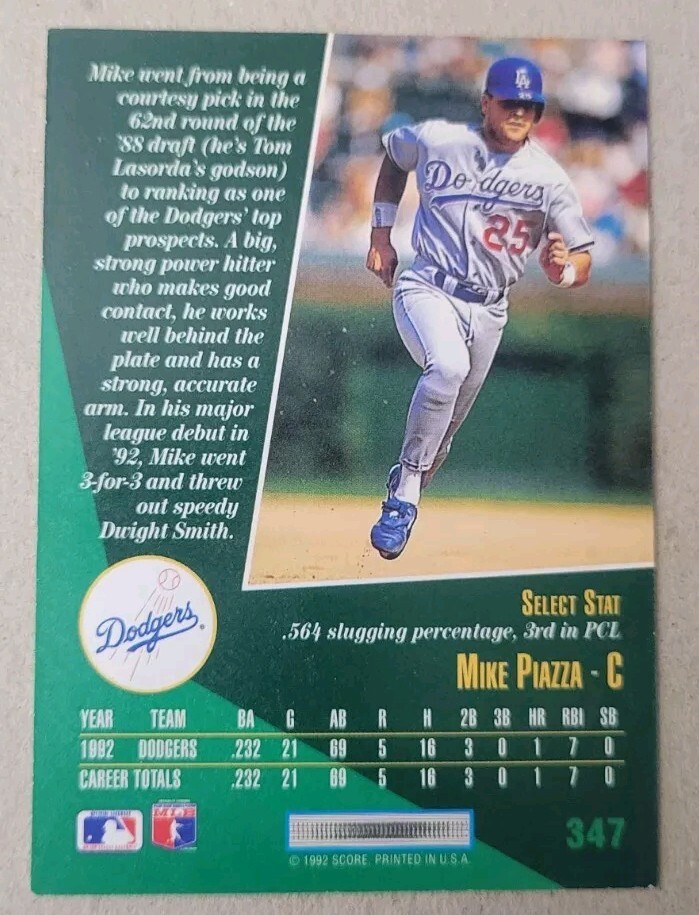 Mike went from being a
courtesy pick in the
62nd round of the
'88 draft (he's Tom
Lasorda's godson)
to ranking as one
of the Dodgers' top
prospects. A big,
strong power hitter
who makes good
contact, he works
well behind the
plate and has a
strong, accurate
arm. In his major
league debut in
'92, Mike went
3-for-3 and threw
out speedy
Dwight Smith.
LA
25
Dodgers
25
Dodgers
SELECT STAT
.564 slugging percentage, 3rd in PCL
MIKE PIAZZA - C
YEAR TEAM BA G AB R H 2B 3B HR RBI SB
1992 DODGERS .232 21 69 5 16 3 0 1 7 0
CAREER TOTALS .232 21 69 5 16 3 0 1 7 0
347
© 1992 SCORE. PRINTED IN U.S.A.